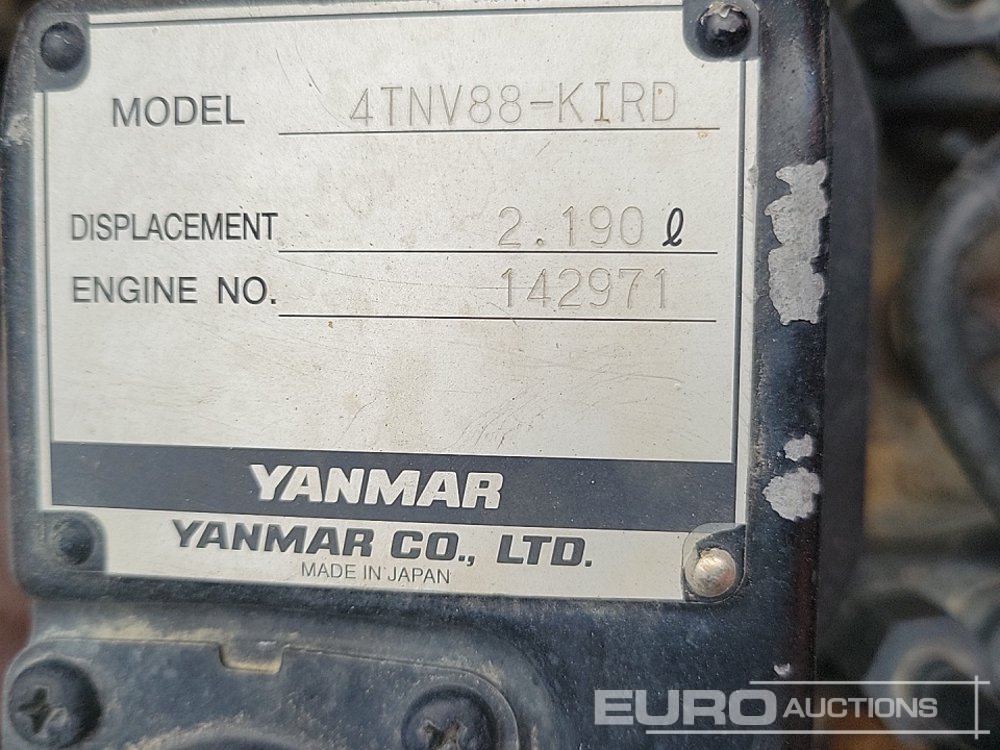 MODEL 4TNV88-KIRD
DISPLACEMENT 2.190 ℓ
ENGINE NO. 142971
YANMAR
YANMAR CO., LTD.
MADE IN JAPAN
EURO AUCTIONS